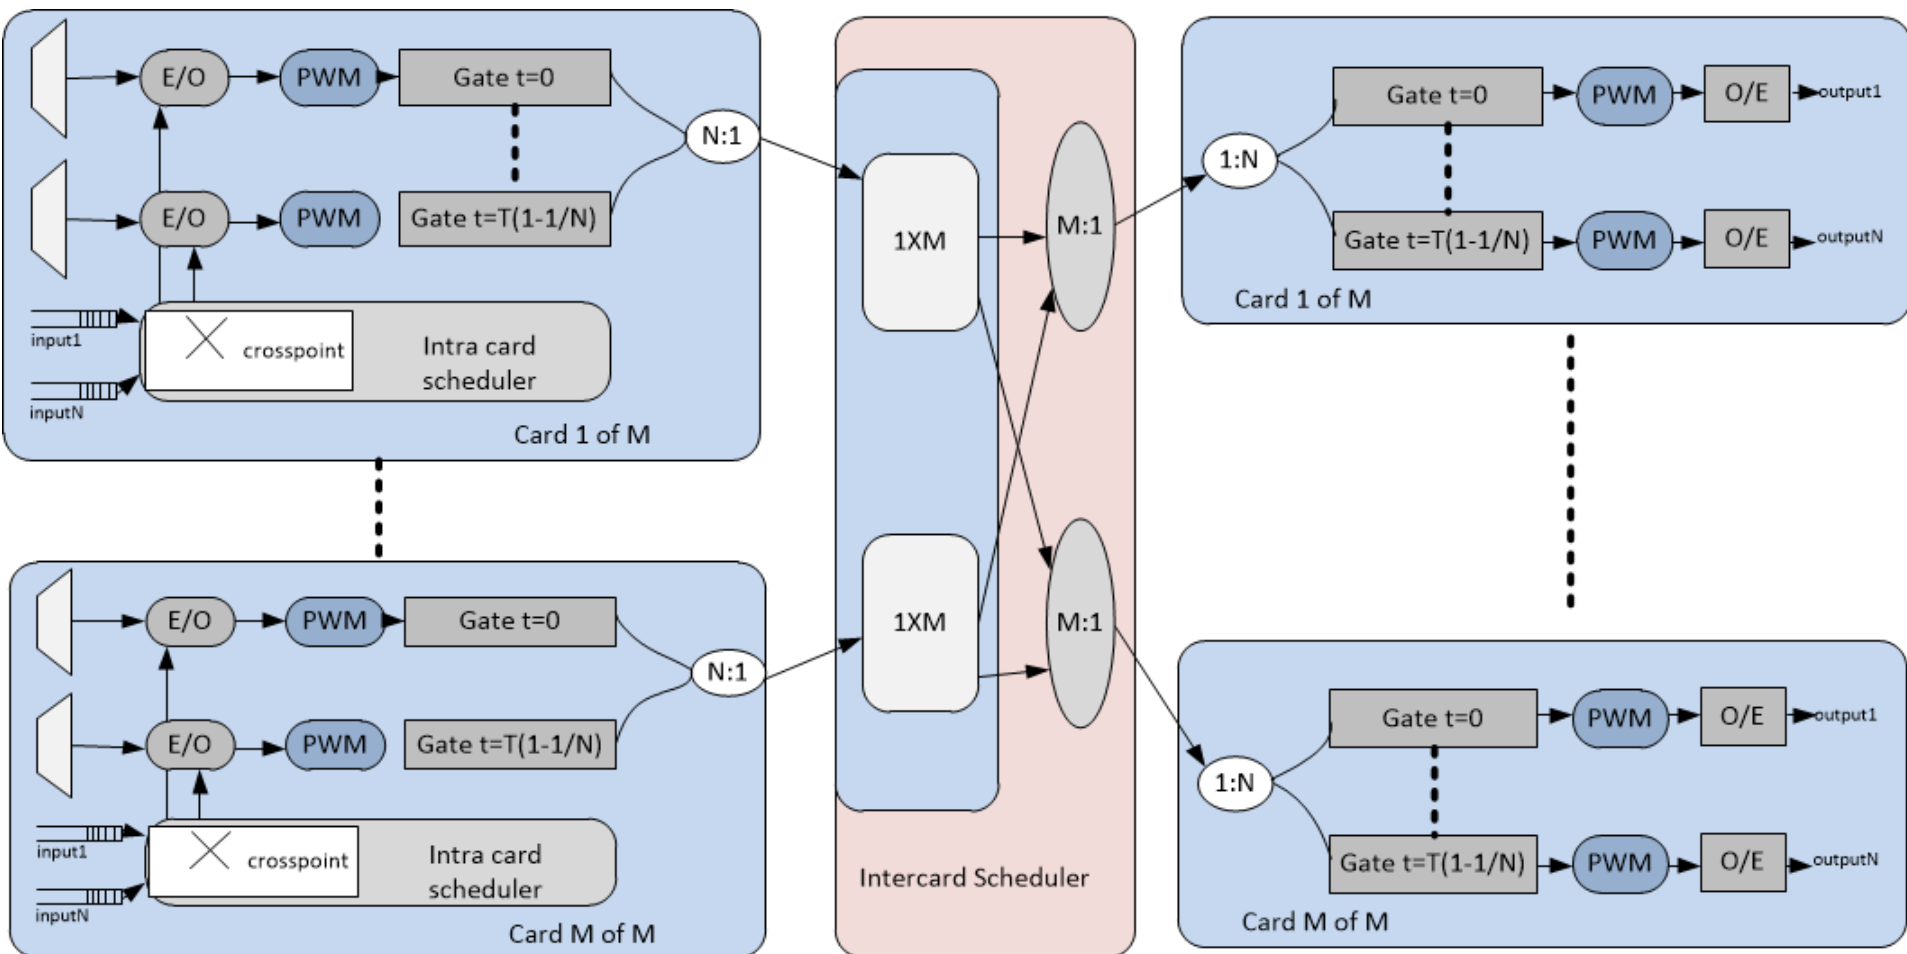 E/O
PWM
Gate t=0
N:1
E/O
PWM
Gate t=T(1-1/N)
input1
inputN
crosspoint
Intra card
scheduler
Card 1 of M
E/O
PWM
Gate t=0
N:1
E/O
PWM
Gate t=T(1-1/N)
input1
inputN
crosspoint
Intra card
scheduler
Card M of M
1XM
M:1
1XM
M:1
Intercard Scheduler
1:N
Gate t=0
PWM
O/E
output1
Gate t=T(1-1/N)
PWM
O/E
outputN
Card 1 of M
1:N
Gate t=0
PWM
O/E
output1
Gate t=T(1-1/N)
PWM
O/E
outputN
Card M of M